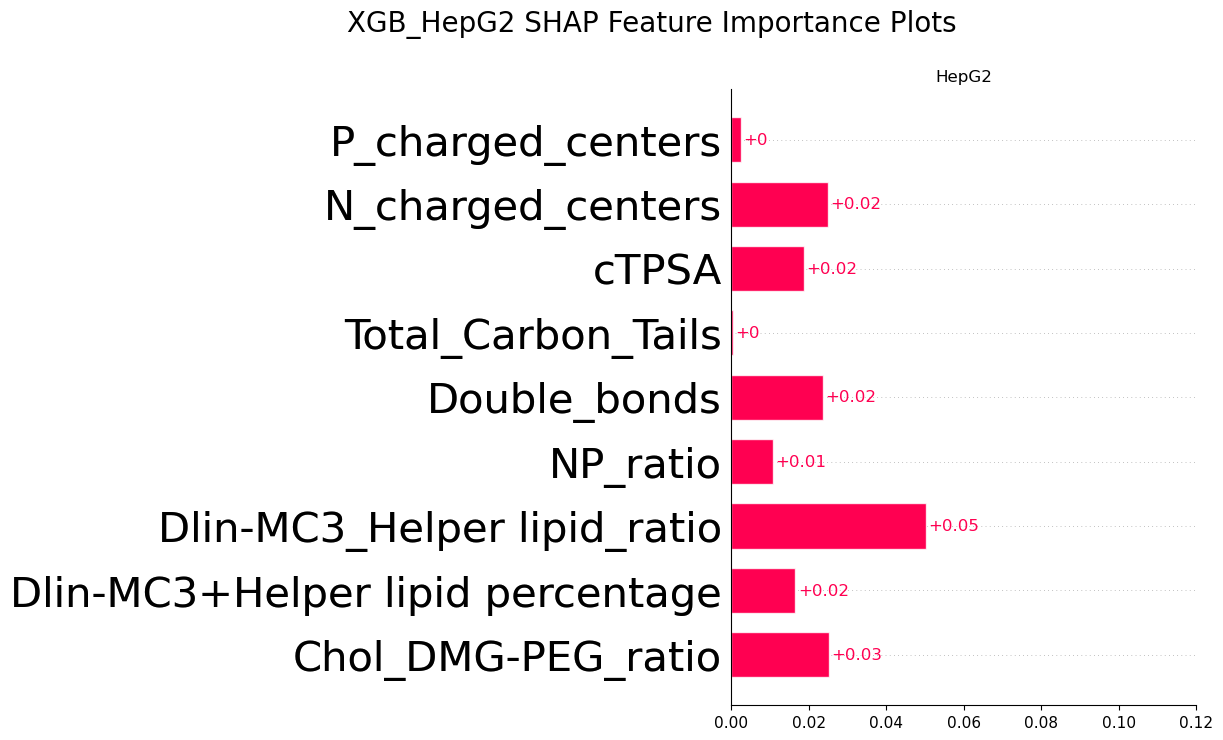 XGB_HepG2 SHAP Feature Importance Plots
HepG2
P_charged_centers +0
N_charged_centers +0.02
cTPSA +0.02
Total_Carbon_Tails +0
Double_bonds +0.02
NP_ratio +0.01
Dlin-MC3_Helper lipid_ratio +0.05
Dlin-MC3+Helper lipid percentage +0.02
Chol_DMG-PEG_ratio +0.03
0.00 0.02 0.04 0.06 0.08 0.10 0.12